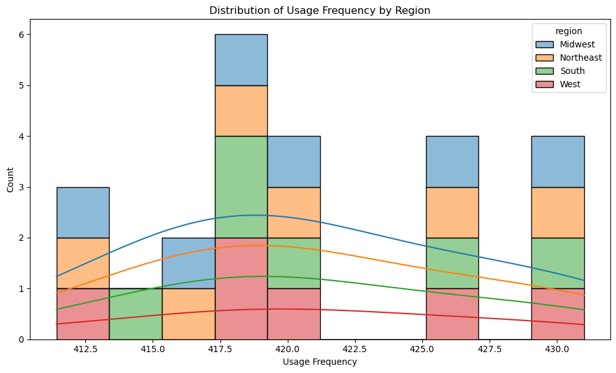 Distribution of Usage Frequency by Region
region
Midwest
Northeast
South
West
6
5
4
3
2
1
0
Count
412.5 415.0 417.5 420.0 422.5 425.0 427.5 430.0
Usage Frequency